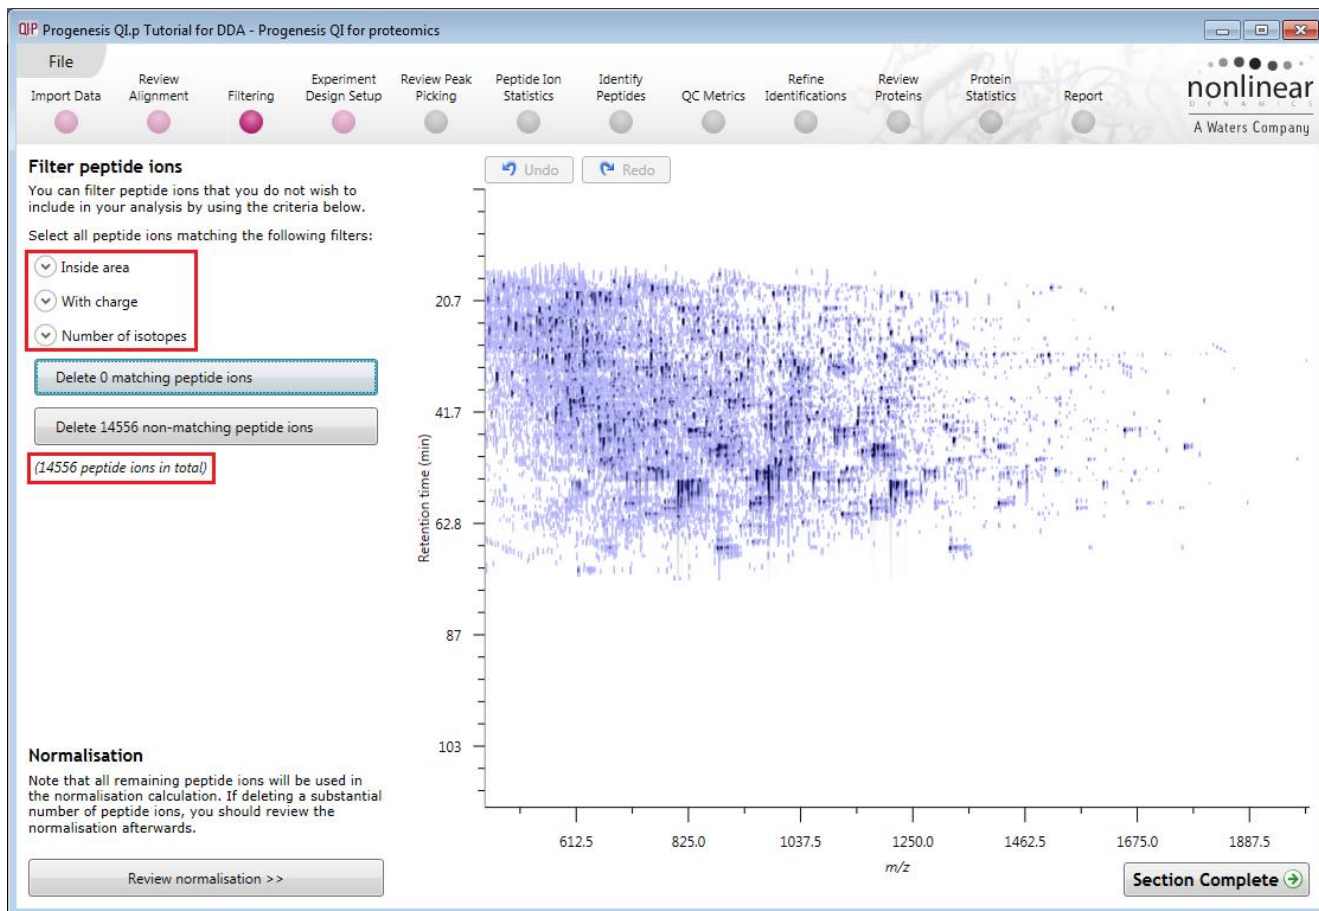 QIP Progenesis QI.p Tutorial for DDA - Progenesis QI for proteomics
File
Import Data
Review
Alignment
Filtering
Experiment
Design Setup
Review Peak
Picking
Peptide Ion
Statistics
Identify
Peptides
QC Metrics
Refine
Identifications
Review
Proteins
Protein
Statistics
Report
nonlinear
DYNAMICS
A Waters Company
Filter peptide ions
You can filter peptide ions that you do not wish to
include in your analysis by using the criteria below.
Select all peptide ions matching the following filters:
Inside area
With charge
Number of isotopes
Delete 0 matching peptide ions
Delete 14556 non-matching peptide ions
(14556 peptide ions in total)
Normalisation
Note that all remaining peptide ions will be used in
the normalisation calculation. If deleting a substantial
number of peptide ions, you should review the
normalisation afterwards.
Review normalisation >>
Undo
Redo
Retention time (min)
20.7
41.7
62.8
87
103
612.5
825.0
1037.5
1250.0
1462.5
1675.0
1887.5
m/z
Section Complete